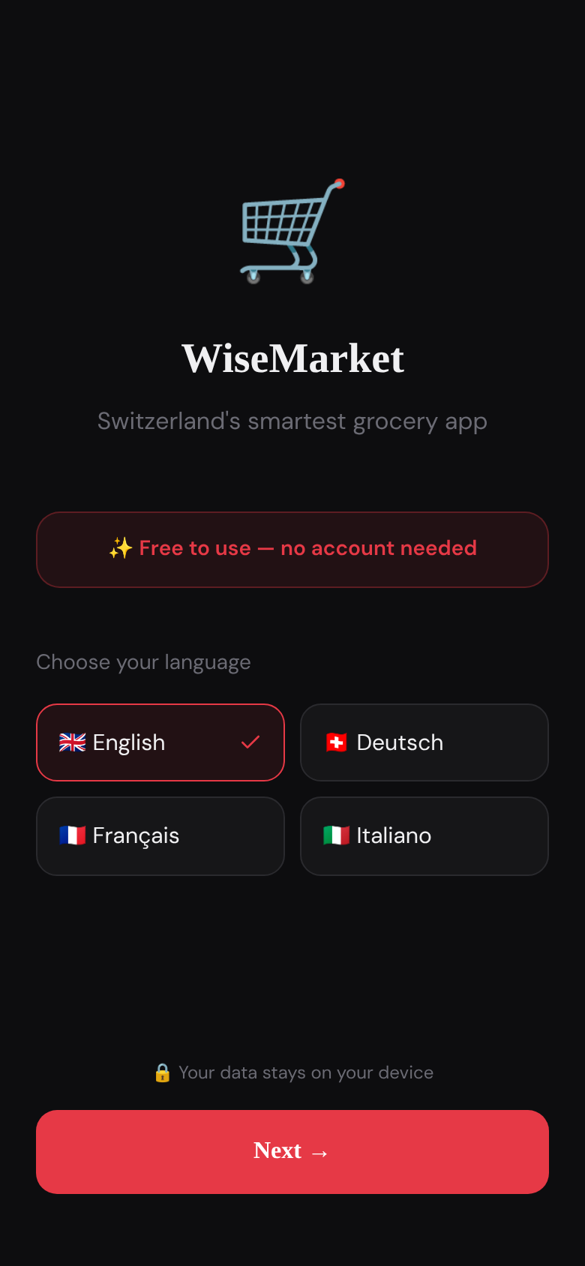 WiseMarket
Switzerland's smartest grocery app
✨ Free to use — no account needed
Choose your language
🇬🇧 English ✓
🇨🇭 Deutsch
🇫🇷 Français
🇮🇹 Italiano
🔒 Your data stays on your device
Next →